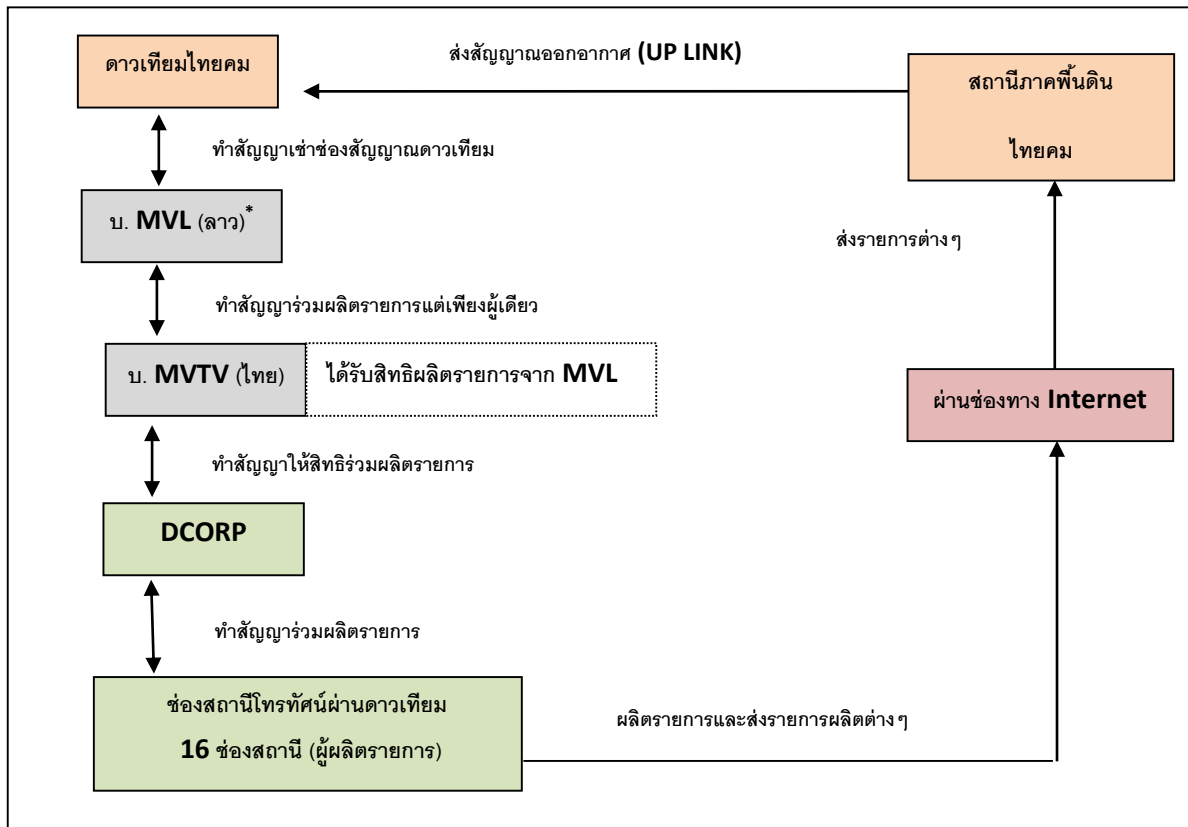 ดาวเทียมไทยคม
ส่งสัญญาณออกอากาศ (UP LINK)
สถานีภาคพื้นดิน
ไทยคม
ทำสัญญาเช่าช่องสัญญาณดาวเทียม
บ. MVL (ลาว)*
ส่งรายการต่างๆ
ทำสัญญาร่วมผลิตรายการแต่เพียงผู้เดียว
บ. MVTV (ไทย) ได้รับสิทธิผลิตรายการจาก MVL
ผ่านช่องทาง Internet
ทำสัญญาให้สิทธิร่วมผลิตรายการ
DCORP
ทำสัญญาร่วมผลิตรายการ
ช่องสถานีโทรทัศน์ผ่านดาวเทียม
16 ช่องสถานี (ผู้ผลิตรายการ)
ผลิตรายการและส่งรายการผลิตต่างๆ